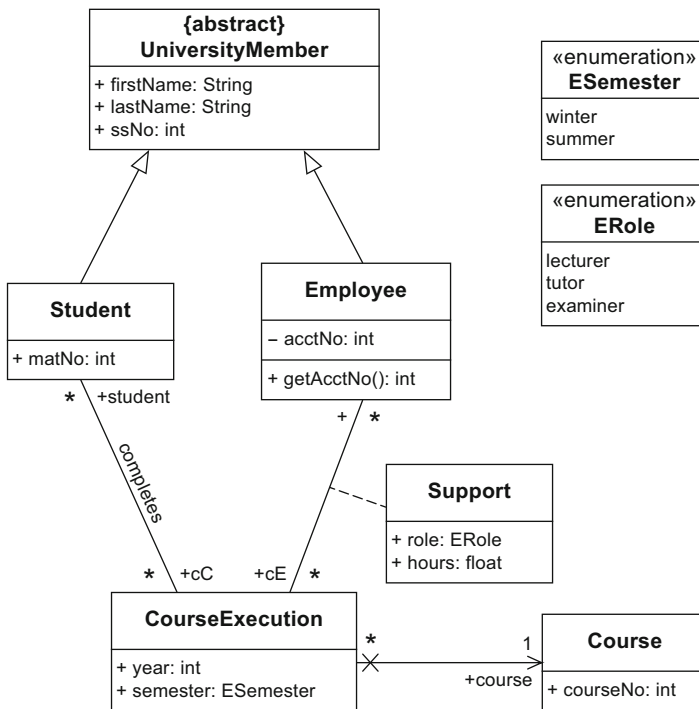 {abstract}
UniversityMember
+ firstName: String
+ lastName: String
+ ssNo: int
«enumeration»
ESemester
winter
summer
«enumeration»
ERole
lecturer
tutor
examiner
Student
+ matNo: int
Employee
– acctNo: int
+ getAcctNo(): int
* +student
+ *
completes
Support
+ role: ERole
+ hours: float
* +cC
+cE *
CourseExecution
+ year: int
+ semester: ESemester
* 1
+course
Course
+ courseNo: int